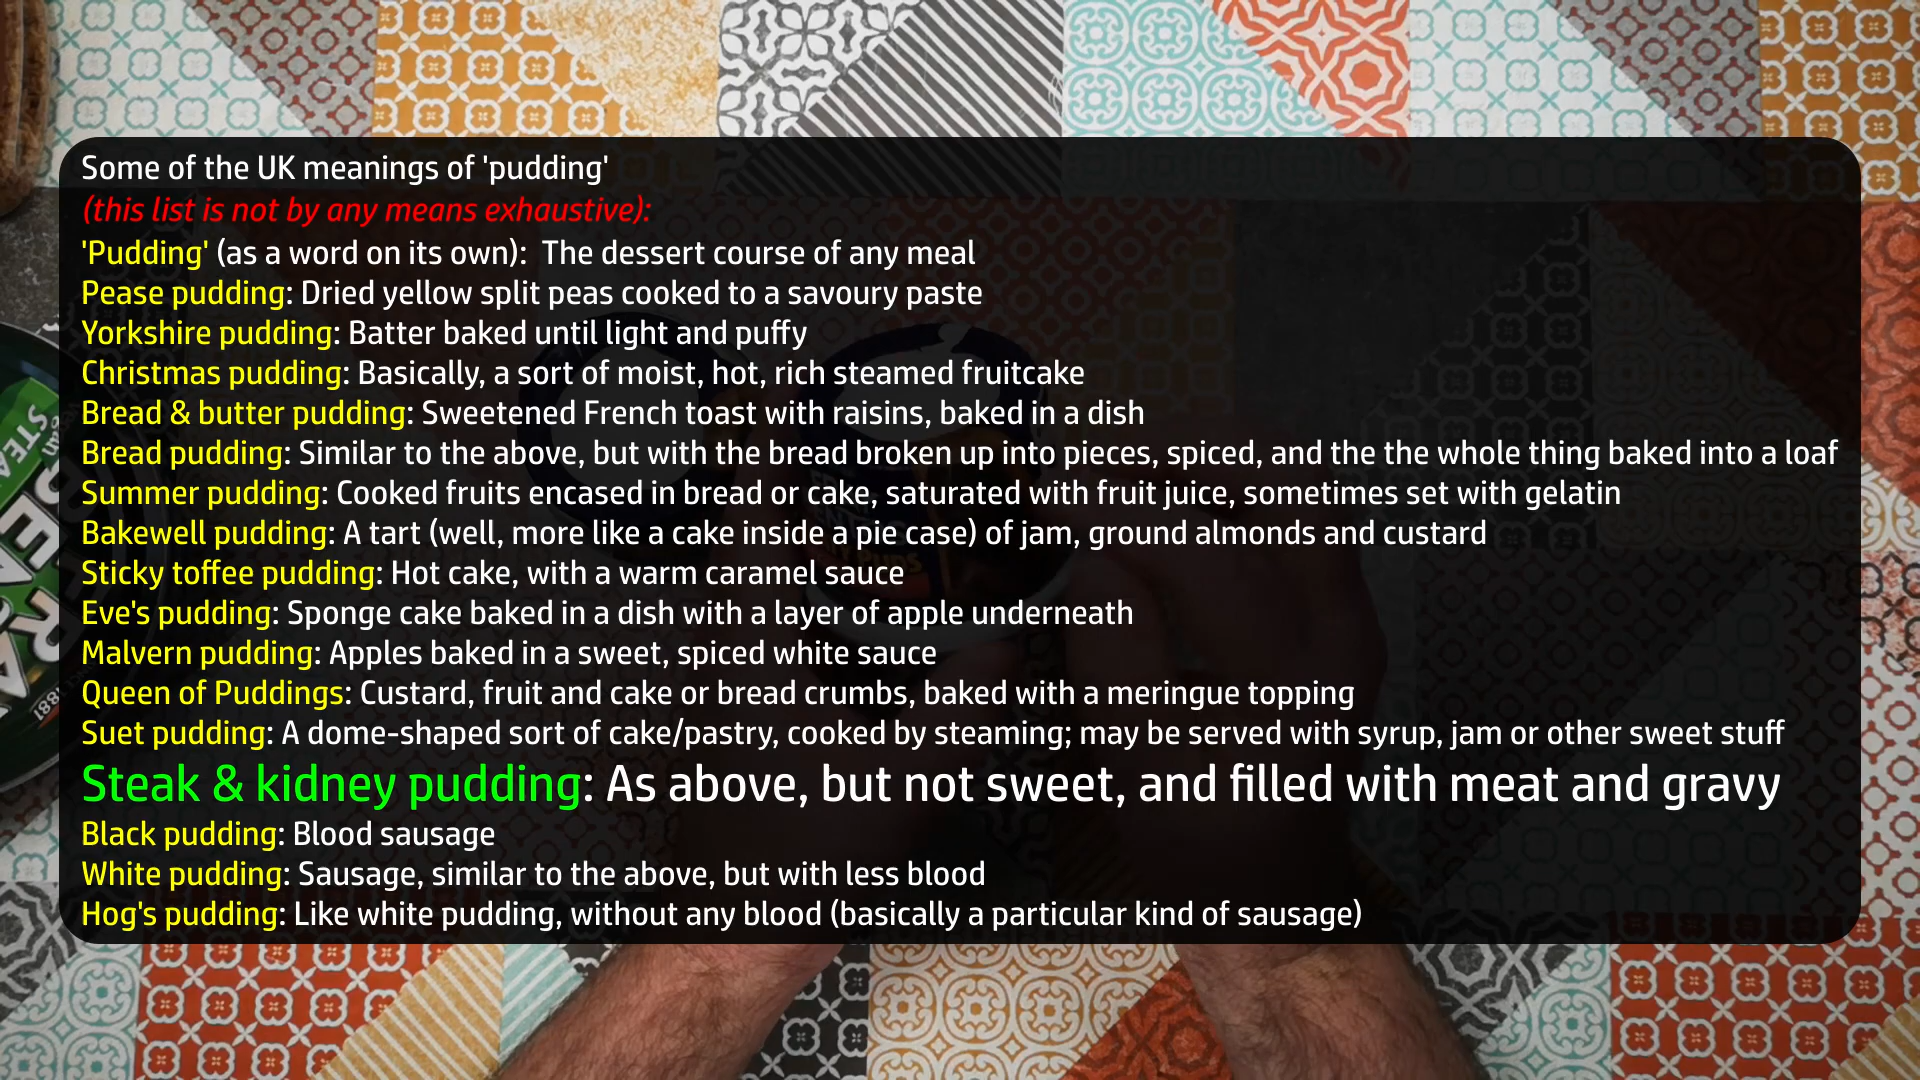 Some of the UK meanings of 'pudding'
(this list is not by any means exhaustive):
'Pudding' (as a word on its own):  The dessert course of any meal
Pease pudding: Dried yellow split peas cooked to a savoury paste
Yorkshire pudding: Batter baked until light and puffy
Christmas pudding: Basically, a sort of moist, hot, rich steamed fruitcake
Bread & butter pudding: Sweetened French toast with raisins, baked in a dish
Bread pudding: Similar to the above, but with the bread broken up into pieces, spiced, and the the whole thing baked into a loaf
Summer pudding: Cooked fruits encased in bread or cake, saturated with fruit juice, sometimes set with gelatin
Bakewell pudding: A tart (well, more like a cake inside a pie case) of jam, ground almonds and custard
Sticky toffee pudding: Hot cake, with a warm caramel sauce
Eve's pudding: Sponge cake baked in a dish with a layer of apple underneath
Malvern pudding: Apples baked in a sweet, spiced white sauce
Queen of Puddings: Custard, fruit and cake or bread crumbs, baked with a meringue topping
Suet pudding: A dome-shaped sort of cake/pastry, cooked by steaming; may be served with syrup, jam or other sweet stuff
Steak & kidney pudding: As above, but not sweet, and filled with meat and gravy
Black pudding: Blood sausage
White pudding: Sausage, similar to the above, but with less blood
Hog's pudding: Like white pudding, without any blood (basically a particular kind of sausage)
1881